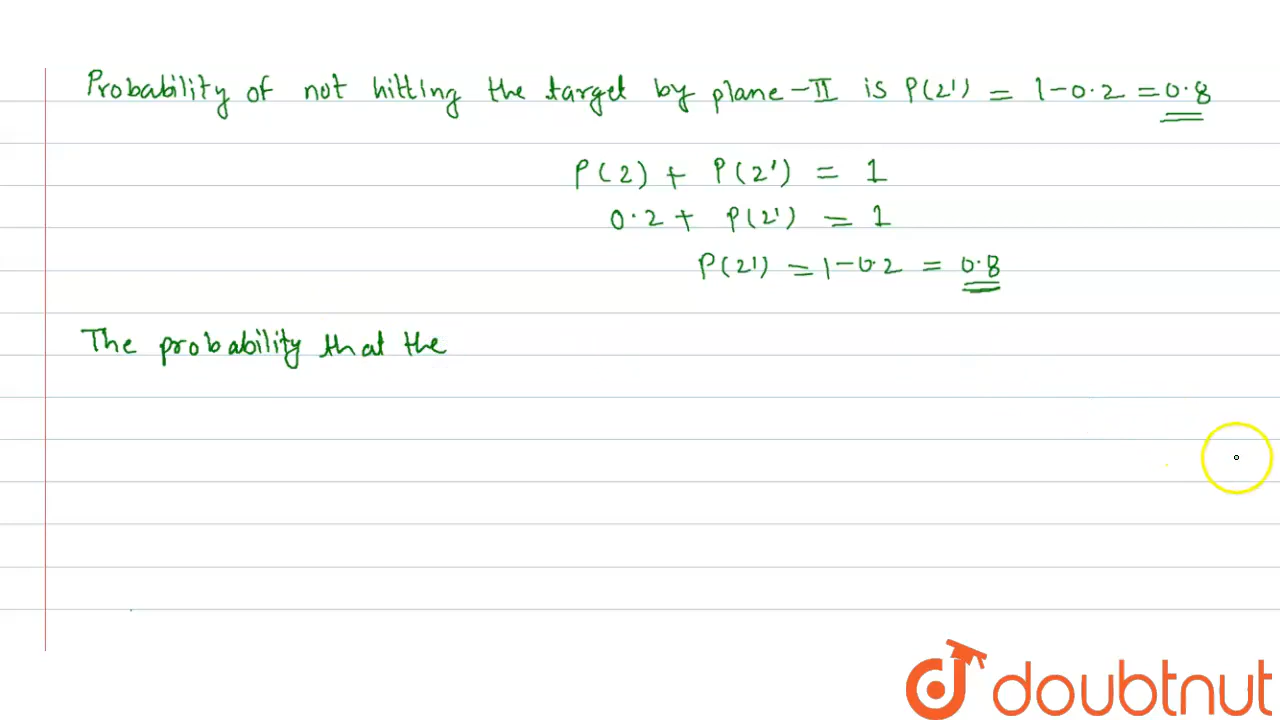 Probability of not hitting the target by plane-II is P(2') = 1-0.2 = 0.8
P(2) + P(2') = 1
0.2 + P(2') = 1
P(2') = 1-0.2 = 0.8
The probability that the
doubtnut